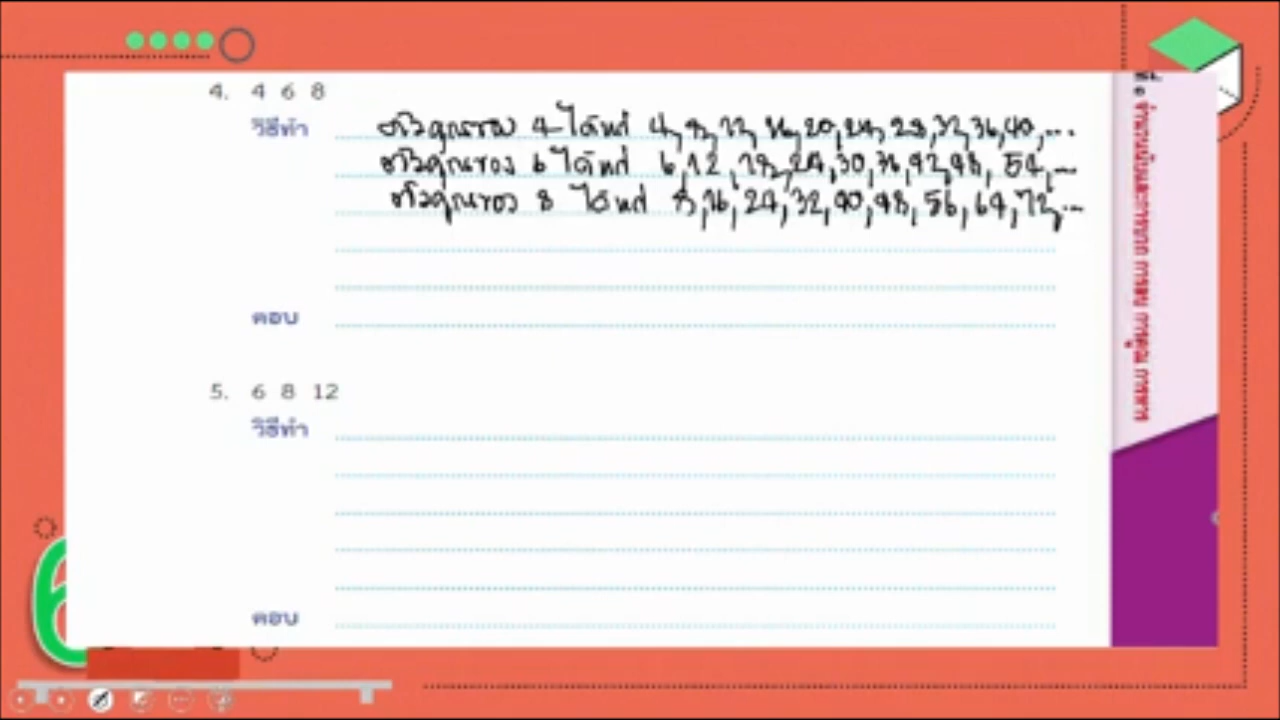 4. 4 6 8
วิธีทำ ตัวคูณของ 4 ได้แก่ 4, 8, 12, 16, 20, 24, 28, 32, 36, 40, ...
ตัวคูณของ 6 ได้แก่ 6, 12, 18, 24, 30, 36, 42, 48, 54, ...
ตัวคูณของ 8 ได้แก่ 8, 16, 24, 32, 40, 48, 56, 64, 72, ...
ตอบ
5. 6 8 12
วิธีทำ
ตอบ
6